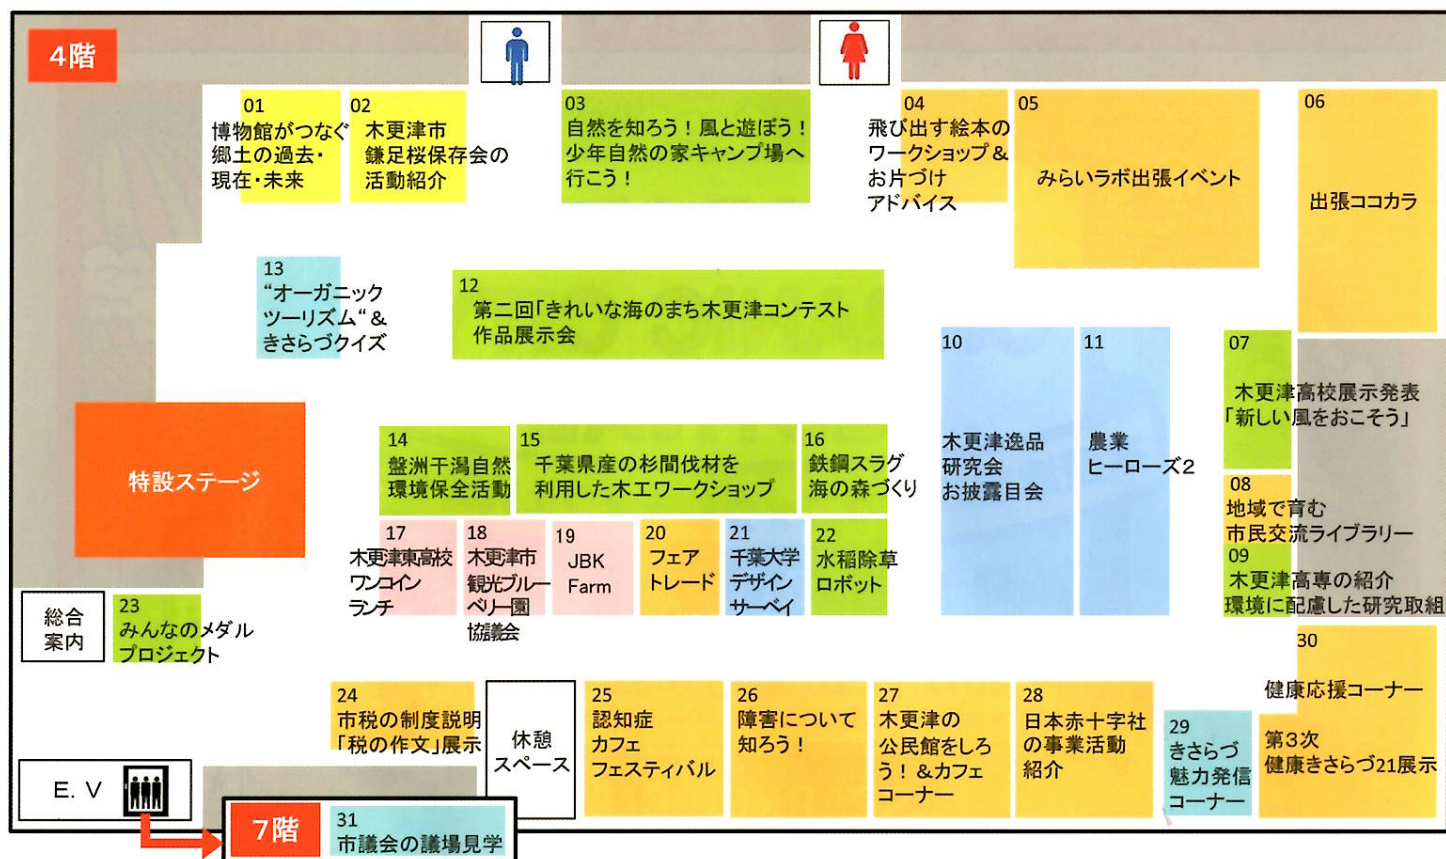 4階
01
博物館がつなぐ
郷土の過去・
現在・未来
02
木更津市
鎌足桜保存会の
活動紹介
03
自然を知ろう！風と遊ぼう！
少年自然の家キャンプ場へ
行こう！
04
飛び出す絵本の
ワークショップ＆
お片づけ
アドバイス
05
みらいラボ出張イベント
06
出張ココカラ
13
“オーガニック
ツーリズム“＆
きさらづクイズ
12
第二回「きれいな海のまち木更津コンテスト
作品展示会
10
木更津逸品
研究会
お披露目会
11
農業
ヒーローズ2
07
木更津高校展示発表
「新しい風をおこそう」
特設ステージ
14
盤洲干潟自然
環境保全活動
15
千葉県産の杉間伐材を
利用した木工ワークショップ
16
鉄鋼スラグ
海の森づくり
08
地域で育む
市民交流ライブラリー
17
木更津東高校
ワンコイン
ランチ
18
木更津市
観光ブルー
ベリー園
協議会
19
JBK
Farm
20
フェア
トレード
21
千葉大学
デザイン
サーベイ
22
水稲除草
ロボット
09
木更津高専の紹介
環境に配慮した研究取組
総合
案内
23
みんなのメダル
プロジェクト
24
市税の制度説明
「税の作文」展示
休憩
スペース
25
認知症
カフェ
フェスティバル
26
障害について
知ろう！
27
木更津の
公民館をしろ
う！＆カフェ
コーナー
28
日本赤十字社
の事業活動
紹介
29
きさらづ
魅力発信
コーナー
30
健康応援コーナー
第3次
健康きさらづ21展示
E. V
7階
31
市議会の議場見学